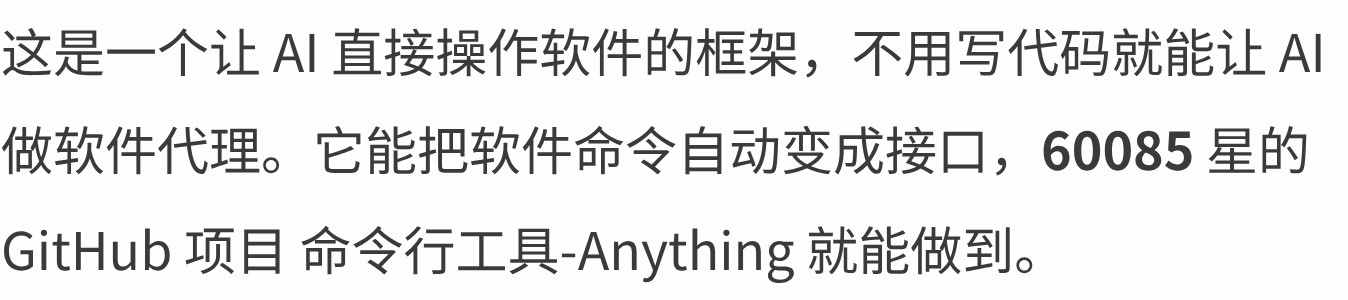 这是一个让 AI 直接操作软件的框架，不用写代码就能让 AI
做软件代理。它能把软件命令自动变成接口，60085 星的
GitHub 项目 命令行工具-Anything 就能做到。